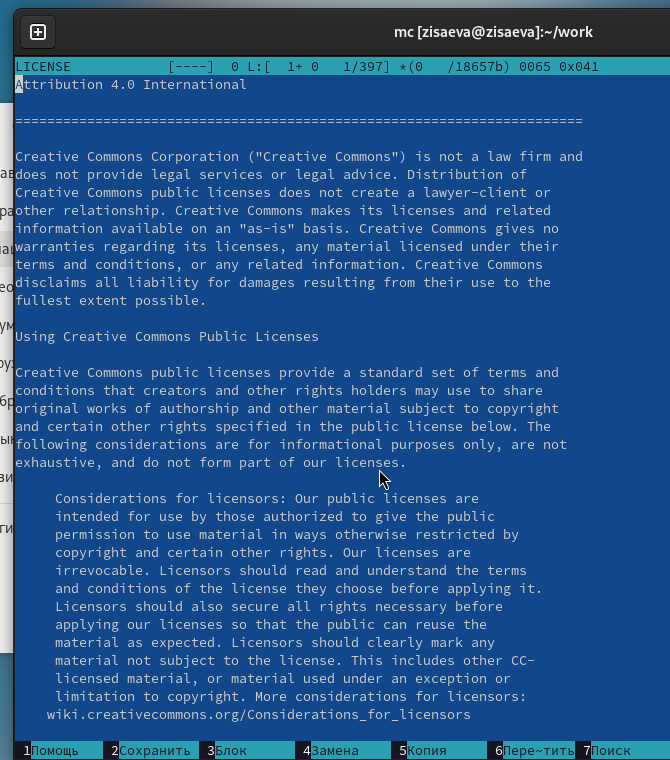 mc [zisaeva@zisaeva]:~/work
LICENSE [----] 0 L:[ 1+ 0 1/397] *(0 /18657b) 0065 0x041
Attribution 4.0 International
=======================================================================
Creative Commons Corporation ("Creative Commons") is not a law firm and
does not provide legal services or legal advice. Distribution of
Creative Commons public licenses does not create a lawyer-client or
other relationship. Creative Commons makes its licenses and related
information available on an "as-is" basis. Creative Commons gives no
warranties regarding its licenses, any material licensed under their
terms and conditions, or any related information. Creative Commons
disclaims all liability for damages resulting from their use to the
fullest extent possible.
Using Creative Commons Public Licenses
Creative Commons public licenses provide a standard set of terms and
conditions that creators and other rights holders may use to share
original works of authorship and other material subject to copyright
and certain other rights specified in the public license below. The
following considerations are for informational purposes only, are not
exhaustive, and do not form part of our licenses.
Considerations for licensors: Our public licenses are
intended for use by those authorized to give the public
permission to use material in ways otherwise restricted by
copyright and certain other rights. Our licenses are
irrevocable. Licensors should read and understand the terms
and conditions of the license they choose before applying it.
Licensors should also secure all rights necessary before
applying our licenses so that the public can reuse the
material as expected. Licensors should clearly mark any
material not subject to the license. This includes other CC-
licensed material, or material used under an exception or
limitation to copyright. More considerations for licensors:
wiki.creativecommons.org/Considerations_for_licensors
1Помощь 2Сохранить 3Блок 4Замена 5Копия 6Пере~тить 7Поиск